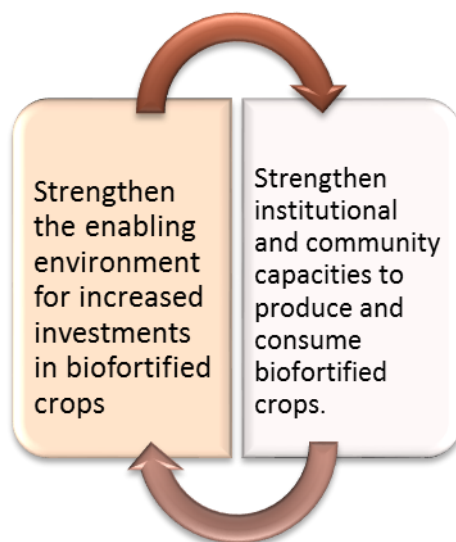 Strengthen
the enabling
environment
for increased
investments
in biofortified
crops
Strengthen
institutional
and community
capacities to
produce and
consume
biofortified
crops.